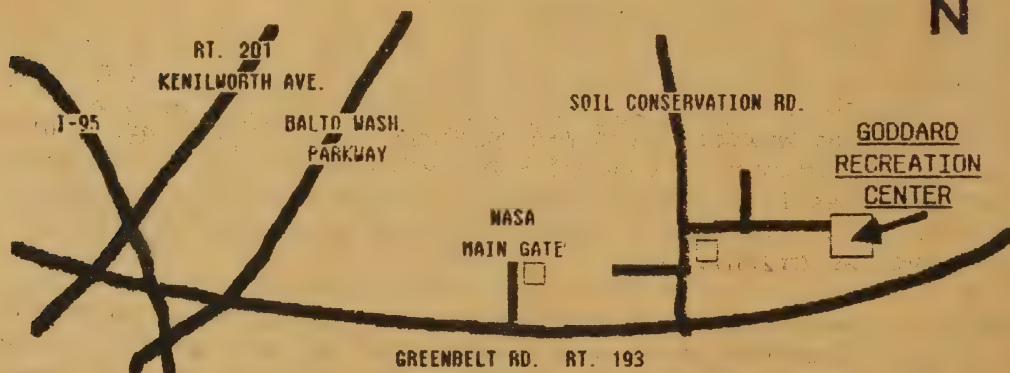 N
RT. 201
KENILWORTH AVE.
I-95
BALTO WASH.
PARKWAY
SOIL CONSERVATION RD.
GODDARD
RECREATION
CENTER
NASA
MAIN GATE
GREENBELT RD. RT. 193